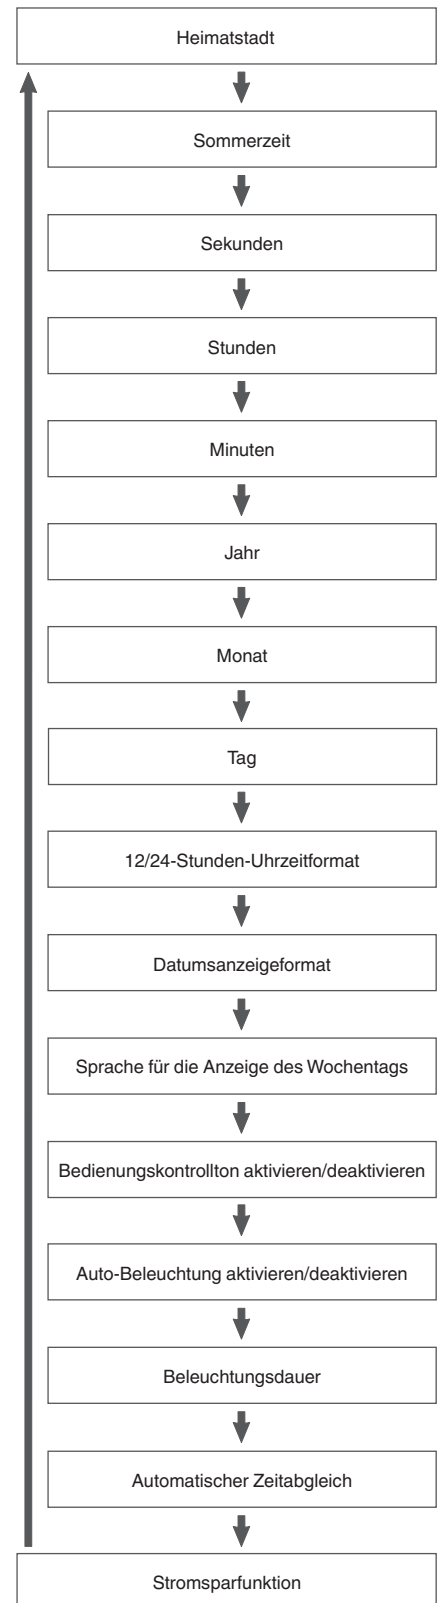 Heimatstadt
Sommerzeit
Sekunden
Stunden
Minuten
Jahr
Monat
Tag
12/24-Stunden-Uhrzeitformat
Datumsanzeigeformat
Sprache für die Anzeige des Wochentags
Bedienungskontrollton aktivieren/deaktivieren
Auto-Beleuchtung aktivieren/deaktivieren
Beleuchtungsdauer
Automatischer Zeitabgleich
Stromsparfunktion